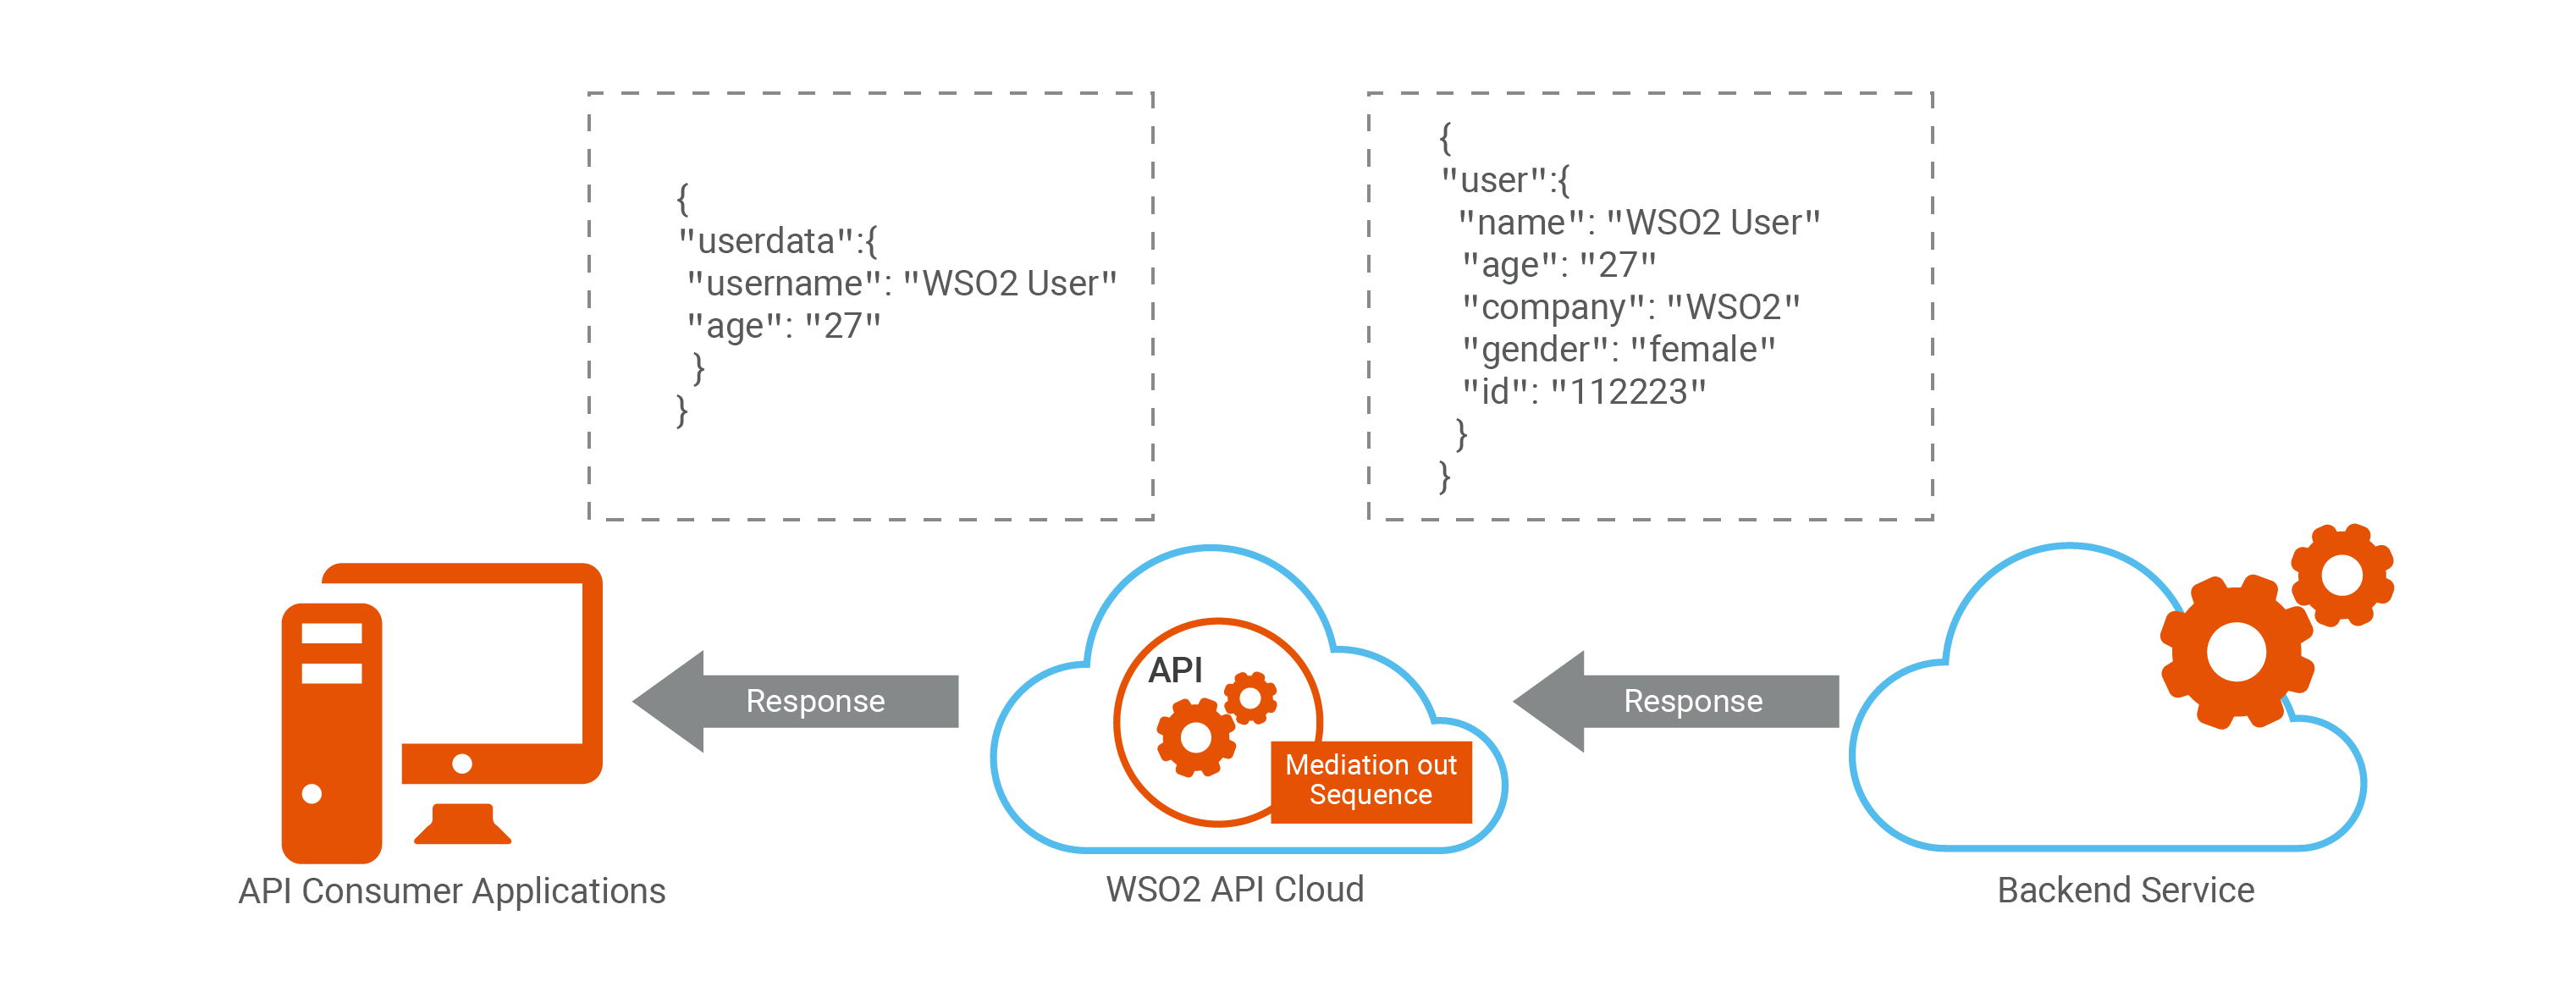 {
"userdata":{
"username": "WSO2 User"
"age": "27"
}
}
{
"user":{
"name": "WSO2 User"
"age": "27"
"company": "WSO2"
"gender": "female"
"id": "112223"
}
}
Response
API
Mediation out
Sequence
Response
API Consumer Applications
WSO2 API Cloud
Backend Service